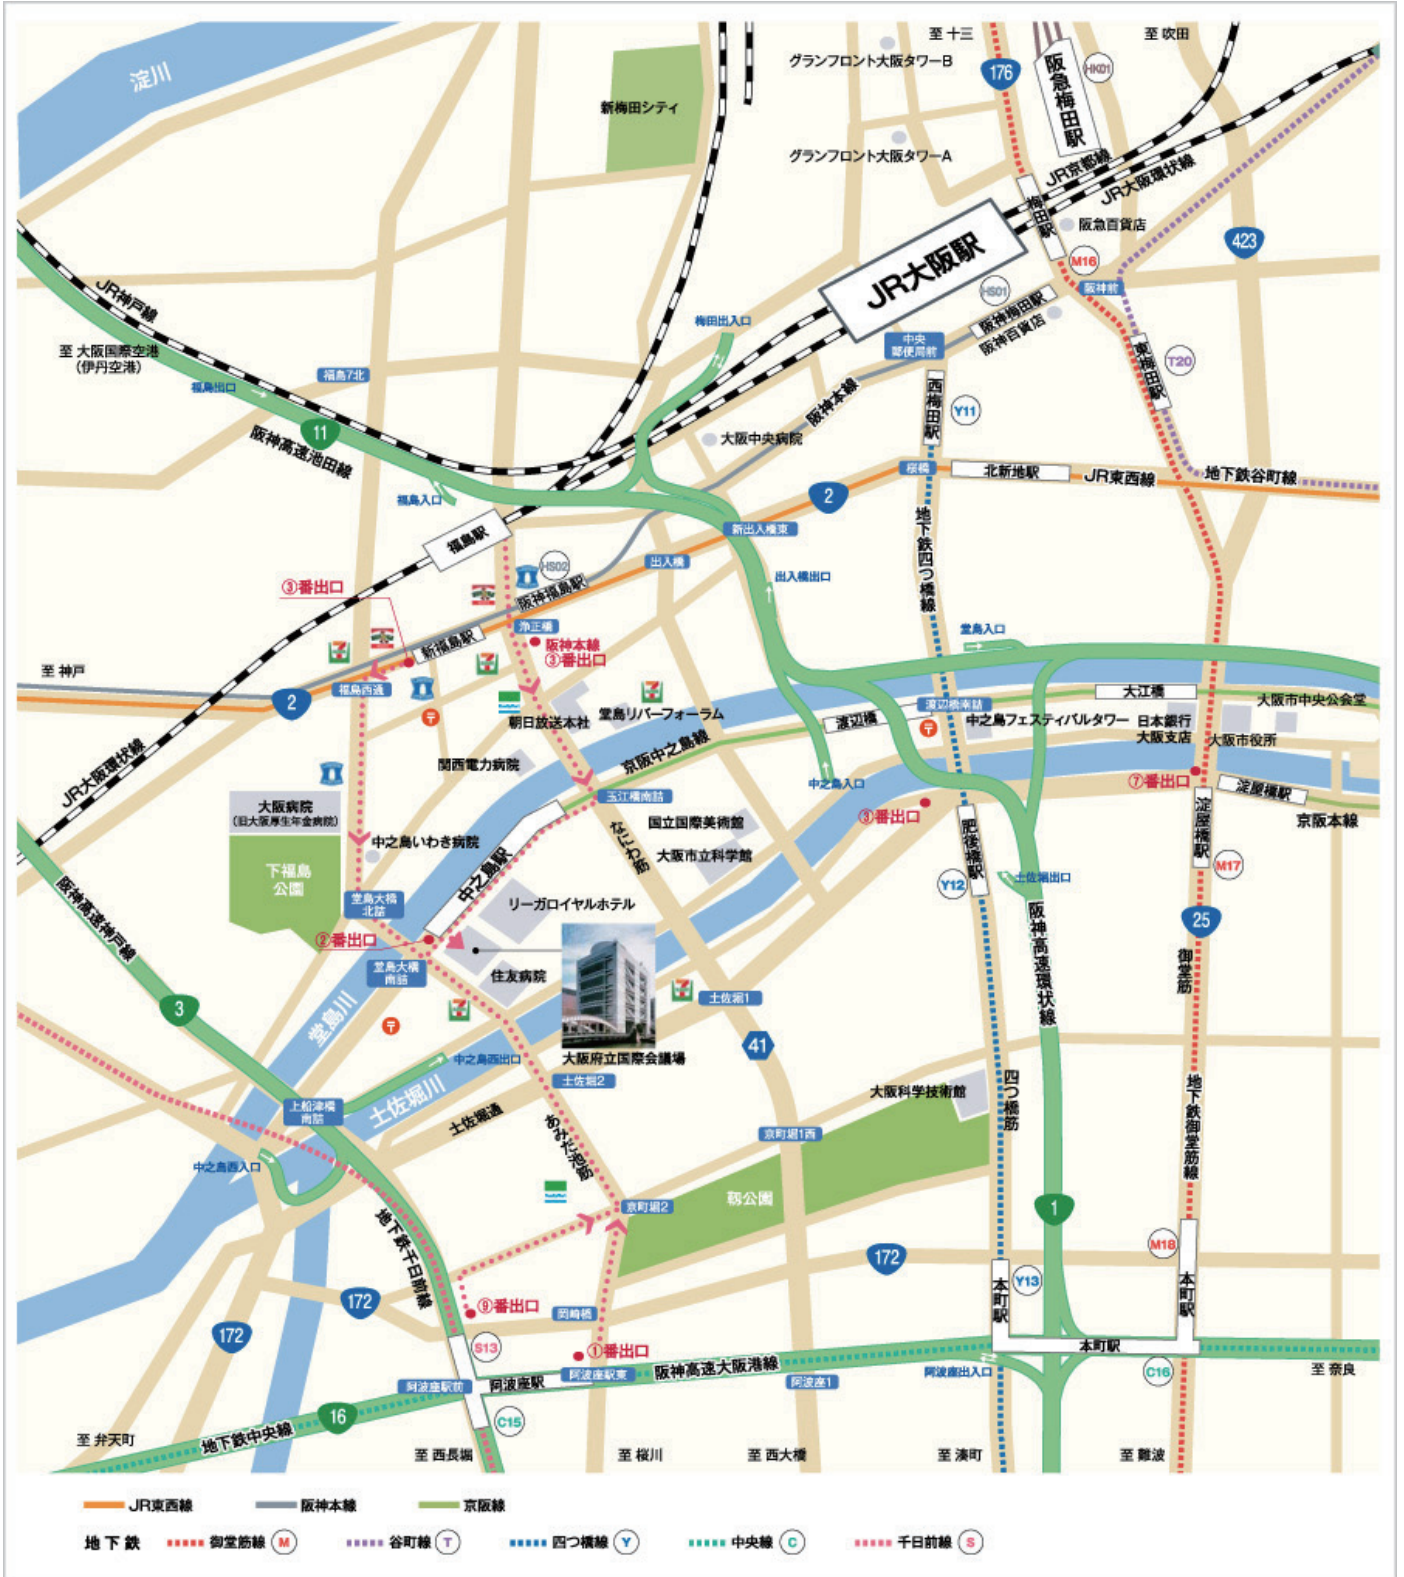 至 十三
至 吹田
淀川
グランフロント大阪タワーB
176
阪急梅田駅
HK01
新梅田シティ
グランフロント大阪タワーA
JR京都線
JR大阪環状線
梅田駅
阪急百貨店
423
JR大阪駅
M16
JR神戸線
HS01
阪神梅田駅
阪神前
梅田出入口
阪神百貨店
至 大阪国際空港
(伊丹空港)
中央
郵便局前
東梅田駅
T20
福島7北
福島出口
阪神本線
西梅田駅
Y11
11
阪神高速池田線
大阪中央病院
桜橋
北新地駅
JR東西線
地下鉄谷町線
福島入口
2
福島駅
新出入橋東
地下鉄四つ橋線
出入橋
HS02
③番出口
阪神福島駅
出入橋出口
浄正橋
堂島入口
新福島駅
阪神本線
③番出口
至 神戸
福島西通
2
大江橋
大阪市中央公会堂
渡辺橋南詰
堂島リバーフォーラム
朝日放送本社
渡辺橋
中之島フェスティバルタワー
日本銀行
大阪支店
大阪市役所
京阪中之島線
関西電力病院
JR大阪環状線
中之島入口
⑦番出口
淀屋橋駅
大阪病院
(旧大阪厚生年金病院)
玉江橋南詰
③番出口
淀屋橋駅
京阪本線
国立国際美術館
中之島いわき病院
なにわ筋
大阪市立科学館
肥後橋駅
下福島
公園
中之島駅
M17
土佐堀出口
Y12
阪神高速神戸線
堂島大橋
北詰
リーガロイヤルホテル
25
②番出口
阪神高速環状線
御堂筋
堂島大橋
南詰
住友病院
3
土佐堀1
堂島川
41
中之島西出口
大阪府立国際会議場
土佐堀2
大阪科学技術館
四つ橋筋
上船津橋
南詰
土佐堀川
土佐堀通
あみだ池筋
京町堀1西
地下鉄御堂筋線
中之島西入口
靱公園
京町堀2
1
地下鉄千日前線
M18
172
172
172
本町駅
Y13
本町駅
⑨番出口
岡崎橋
S13
①番出口
本町駅
阿波座駅前
阿波座駅
阿波座駅東
阪神高速大阪港線
阿波座1
阿波座出入口
C16
至 奈良
16
C15
地下鉄中央線
至 弁天町
至 西長堀
至 桜川
至 西大橋
至 湊町
至 難波
JR東西線
阪神本線
京阪線
地下鉄
御堂筋線 M
谷町線 T
四つ橋線 Y
中央線 C
千日前線 S